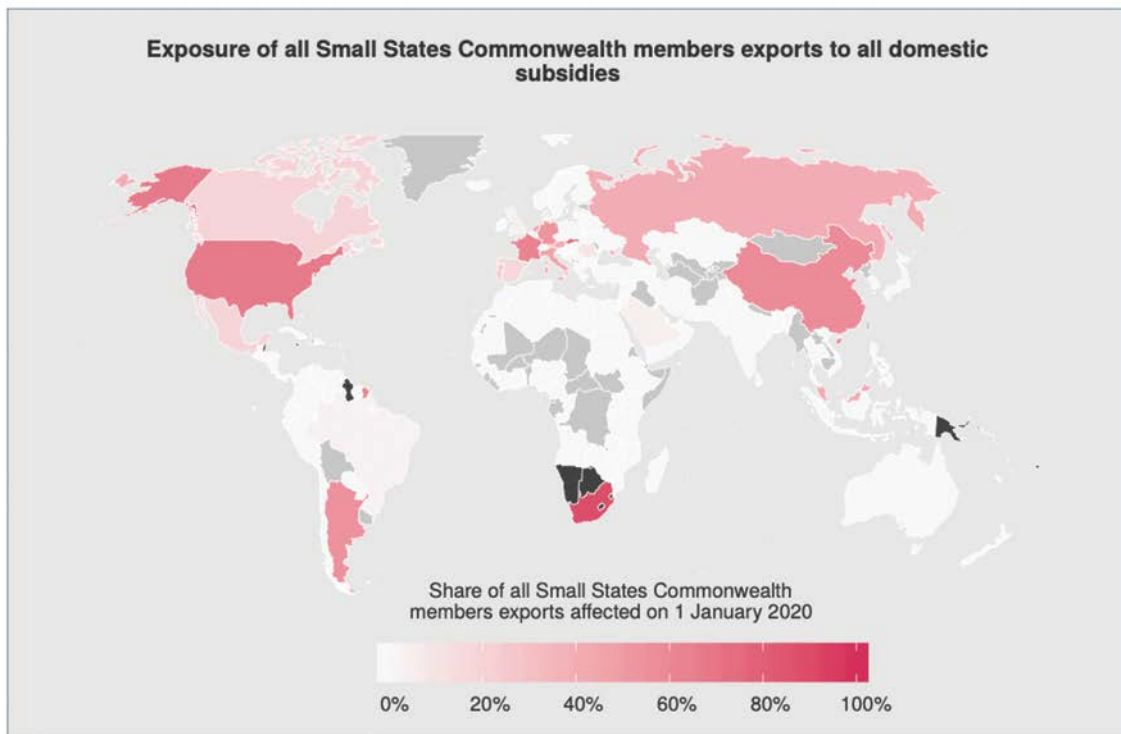 Exposure of all Small States Commonwealth members exports to all domestic
subsidies
Share of all Small States Commonwealth
members exports affected on 1 January 2020
0% 20% 40% 60% 80% 100%